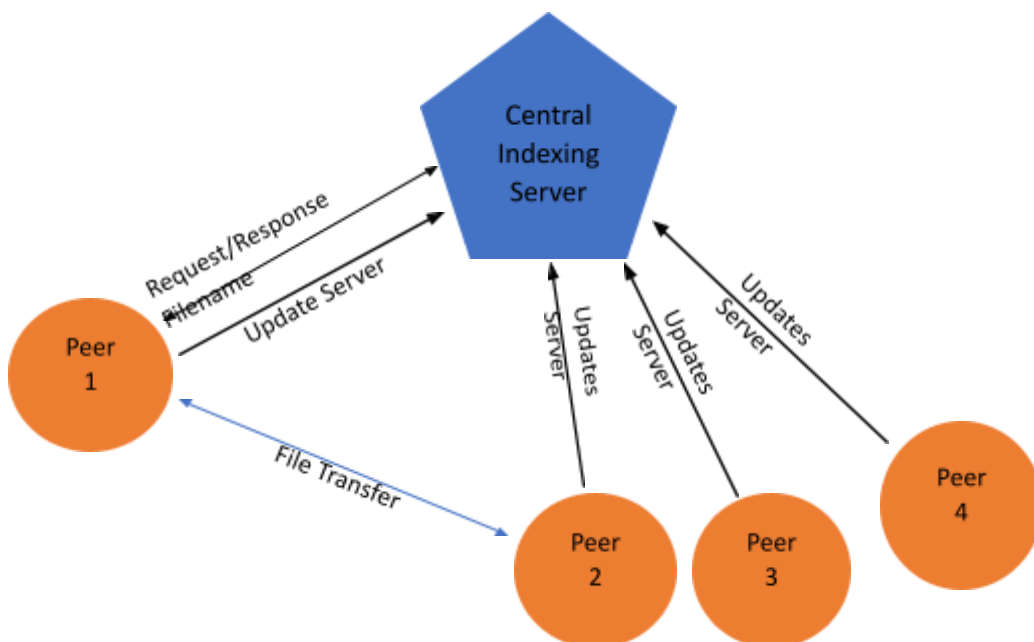 Central
Indexing
Server
Request/Response
Filename
Update Server
Updates
Server
Updates
Server
Updates
Server
Peer
1
File Transfer
Peer
2
Peer
3
Peer
4